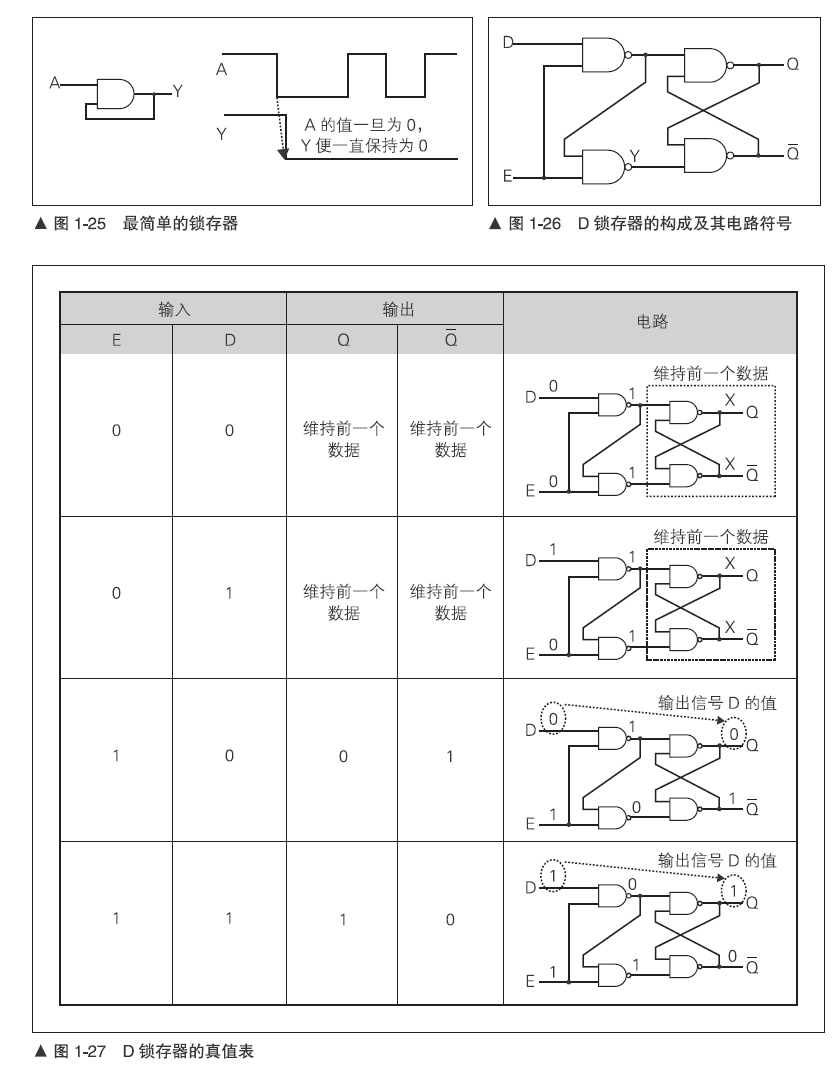 A
Y
A
Y
A 的值一旦为 0,
Y 便一直保持为 0
▲ 图 1-25 最简单的锁存器
D
E
Y
Q
Q̅
▲ 图 1-26 D 锁存器的构成及其电路符号
输入 输出 电路
E D Q Q̅
0 0 维持前一个 维持前一个
数据 数据
维持前一个数据
D 0 1 X Q
1 X Q̅
E 0
0 1 维持前一个 维持前一个
数据 数据
维持前一个数据
D 1 1 X Q
E 0 1 X Q̅
1 0 0 1
输出信号 D 的值
D 0 1 0 Q
E 1 0 1 Q̅
1 1 1 0
输出信号 D 的值
D 1 0 1 Q
E 1 1 0 Q̅
▲ 图 1-27 D 锁存器的真值表